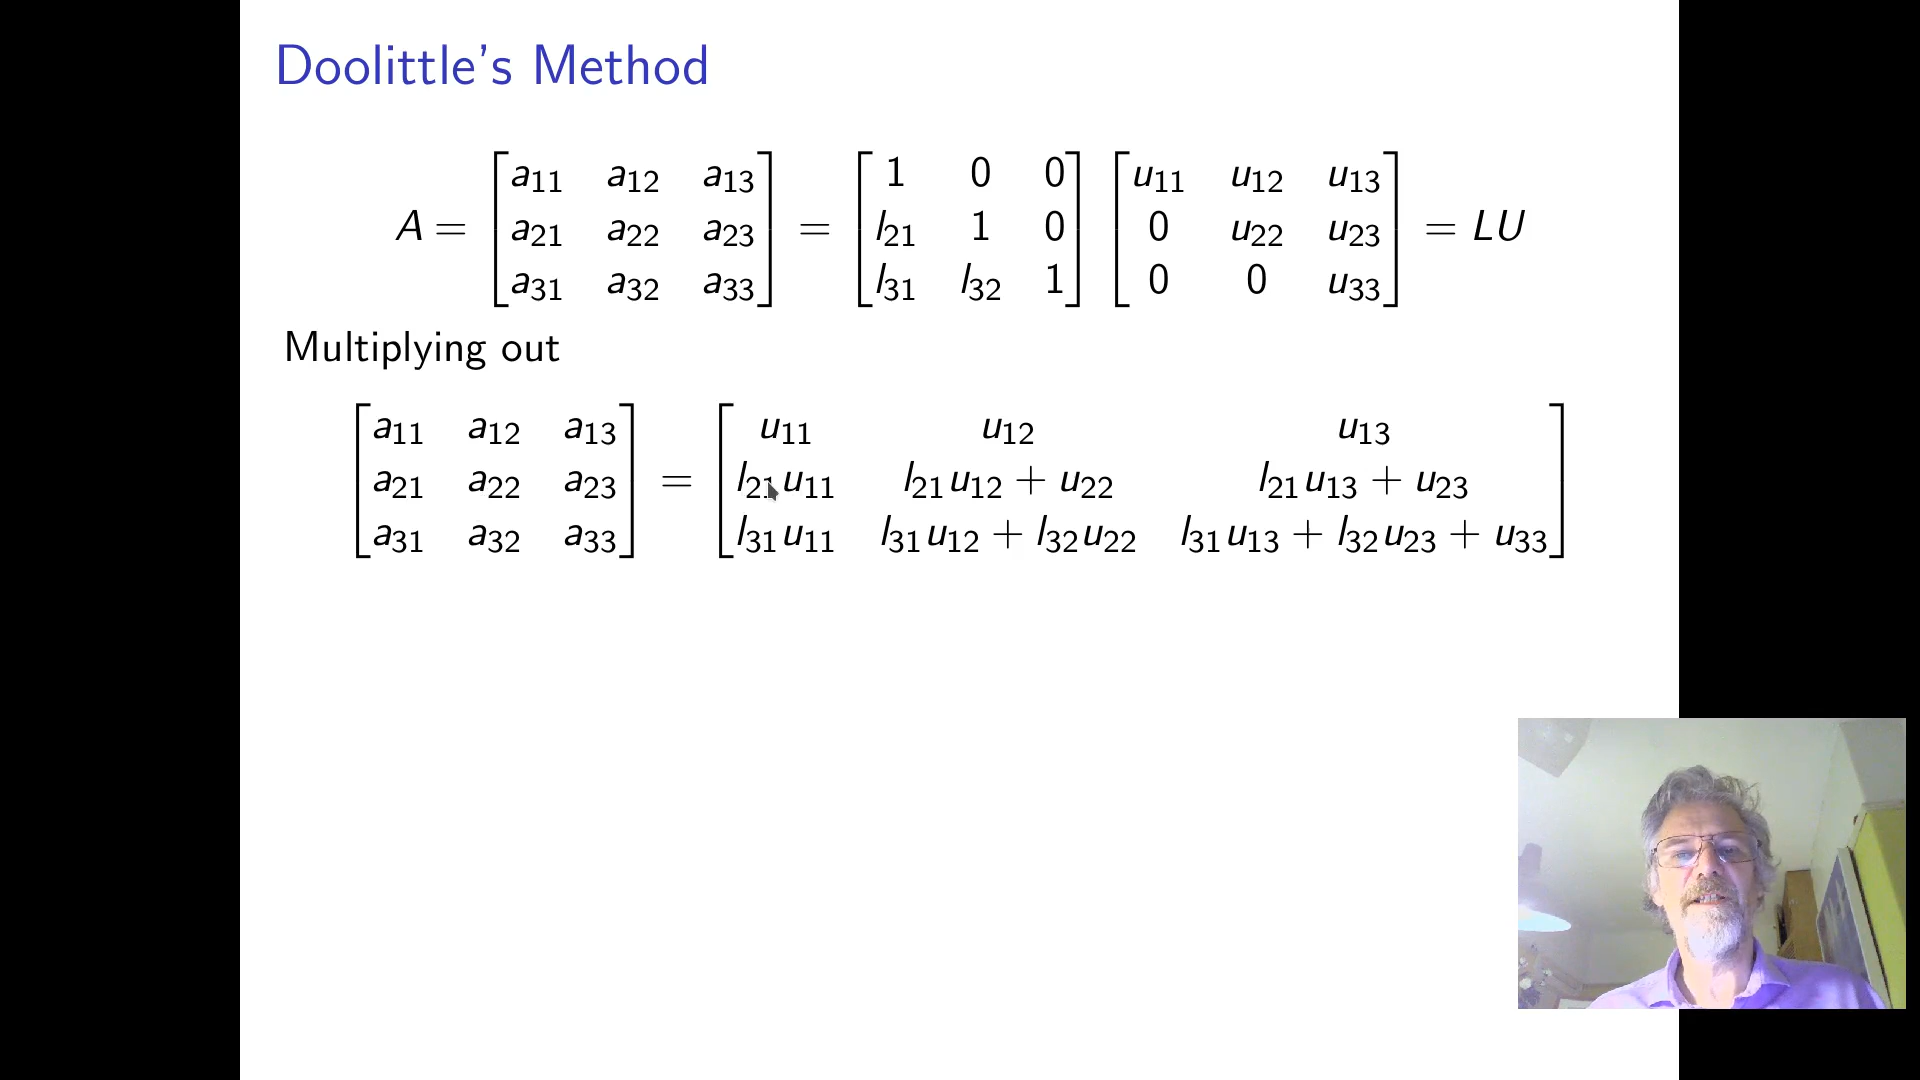 Doolittle's Method
A = [a₁₁ a₁₂ a₁₃; a₂₁ a₂₂ a₂₃; a₃₁ a₃₂ a₃₃] = [1 0 0; l₂₁ 1 0; l₃₁ l₃₂ 1] [u₁₁ u₁₂ u₁₃; 0 u₂₂ u₂₃; 0 0 u₃₃] = LU
Multiplying out
[a₁₁ a₁₂ a₁₃; a₂₁ a₂₂ a₂₃; a₃₁ a₃₂ a₃₃] = [u₁₁ u₁₂ u₁₃; l₂₁u₁₁ l₂₁u₁₂ + u₂₂ l₂₁u₁₃ + u₂₃; l₃₁u₁₁ l₃₁u₁₂ + l₃₂u₂₂ l₃₁u₁₃ + l₃₂u₂₃ + u₃₃]